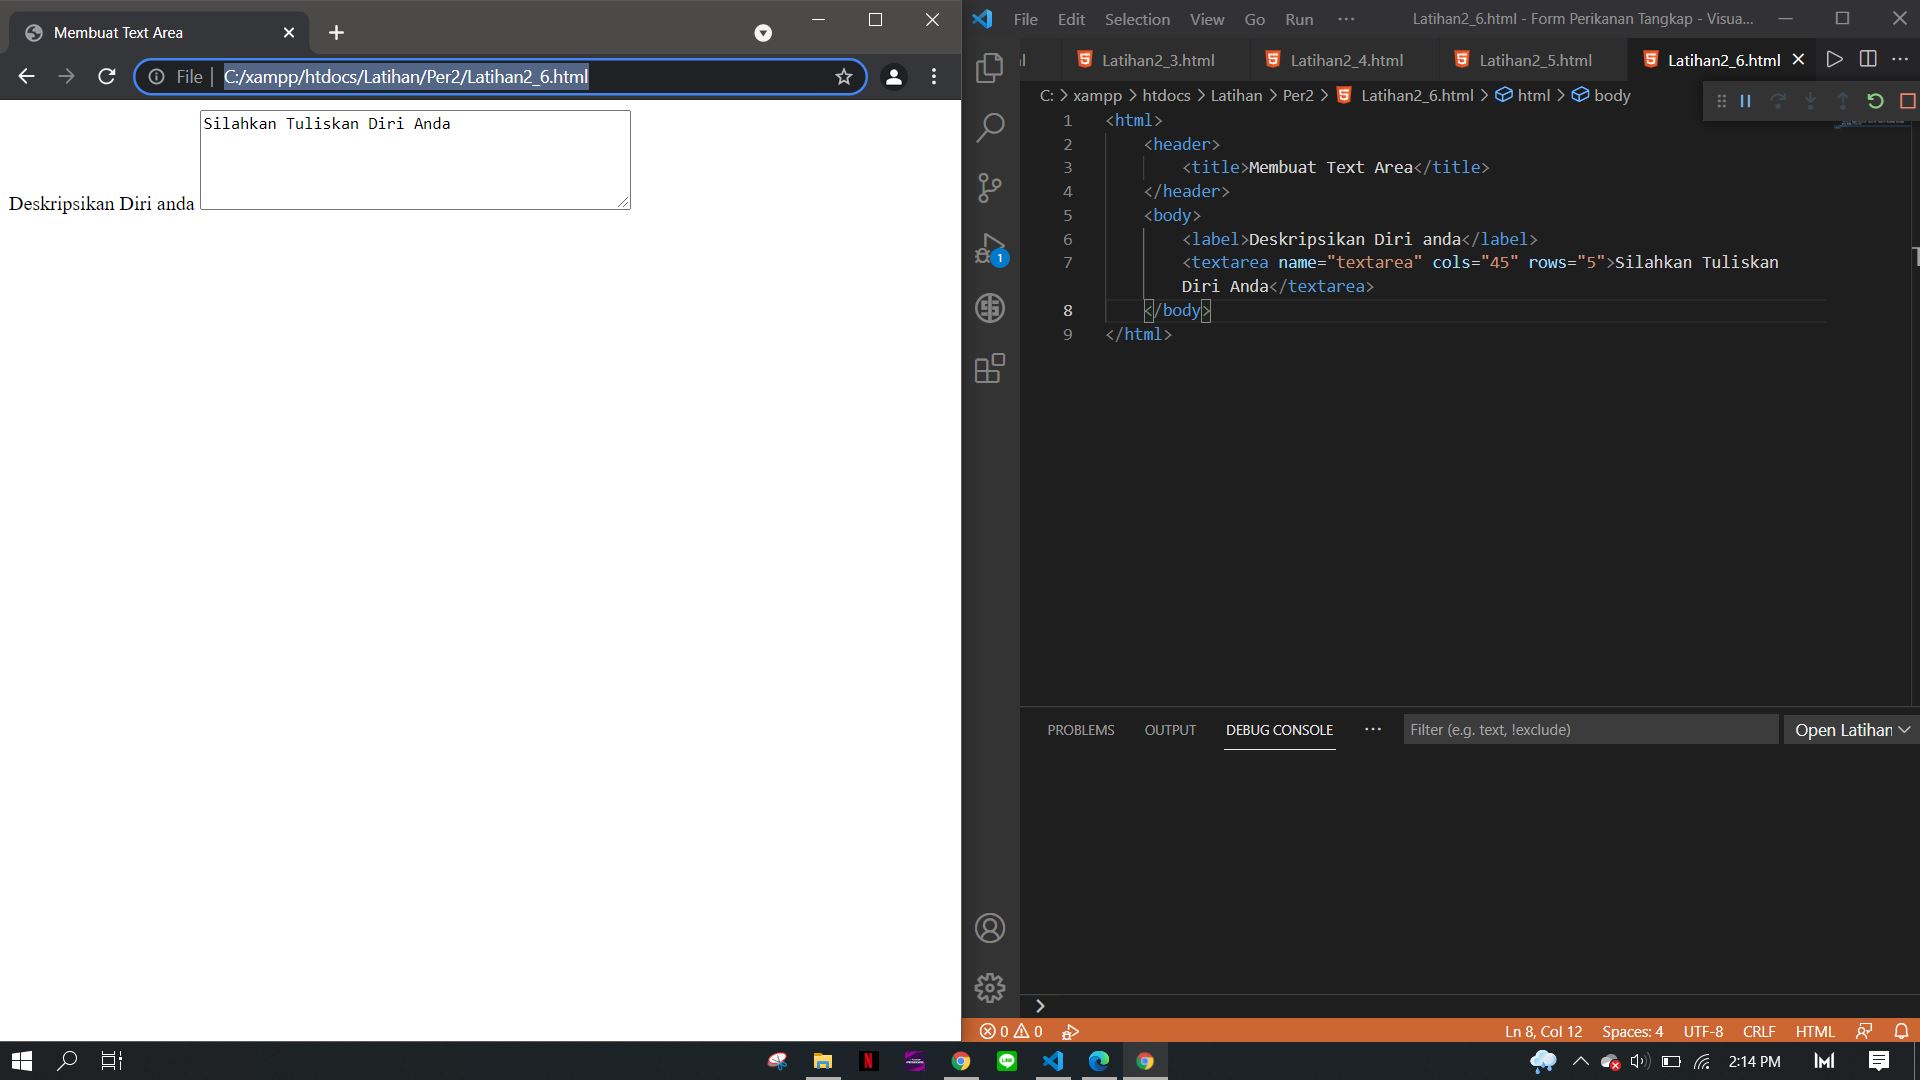 Membuat Text Area
File
C:/xampp/htdocs/Latihan/Per2/Latihan2_6.html
Deskripsikan Diri anda
Silahkan Tuliskan Diri Anda
File Edit Selection View Go Run ··· Latihan2_6.html - Form Perikanan Tangkap - Visua...
Latihan2_3.html Latihan2_4.html Latihan2_5.html Latihan2_6.html
C: > xampp > htdocs > Latihan > Per2 > Latihan2_6.html > html > body
1 <html>
2 <header>
3 <title>Membuat Text Area</title>
4 </header>
5 <body>
6 <label>Deskripsikan Diri anda</label>
7 <textarea name="textarea" cols="45" rows="5">Silahkan Tuliskan
Diri Anda</textarea>
8 </body>
9 </html>
1
PROBLEMS OUTPUT DEBUG CONSOLE ··· Filter (e.g. text, !exclude) Open Latihan
0 0 Ln 8, Col 12 Spaces: 4 UTF-8 CRLF HTML
2:14 PM